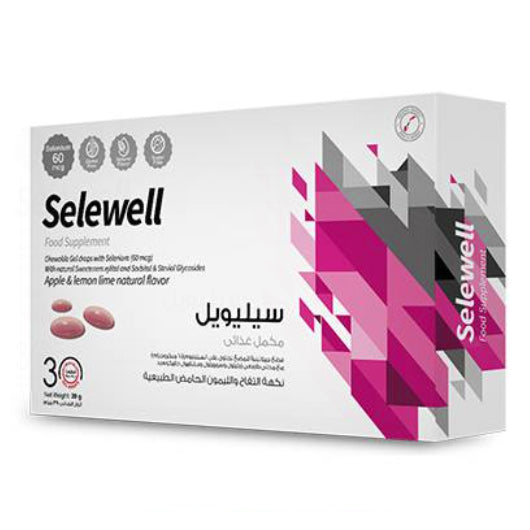 Selenium
60
mcg
Selewell
Food Supplement
Chewable Gel drops with Selenium (60 mcg)
With natural Sweeteners xylitol and Sorbitol & Steviol Glycosides
Apple & lemon lime natural flavor
سيليويل
مكمل غذائي
نكهة التفاح والليمون الحامض الطبيعية
30
Net Weight: 39 g
Selewell
Food Supplement